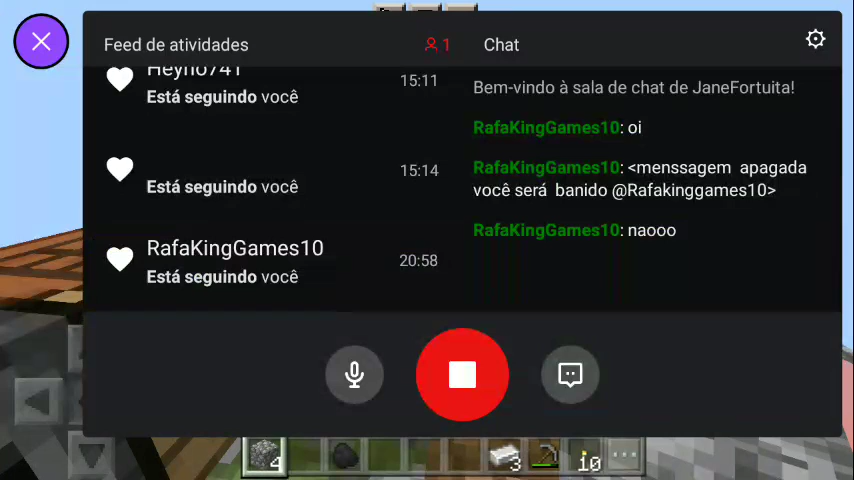 Feed de atividades
1
Chat
Heyno741
15:11
Está seguindo você
15:14
Está seguindo você
RafaKingGames10
20:58
Está seguindo você
Bem-vindo à sala de chat de JaneFortuita!
RafaKingGames10: oi
RafaKingGames10: <menssagem apagada
você será banido @Rafakinggames10>
RafaKingGames10: naooo
4
3
10